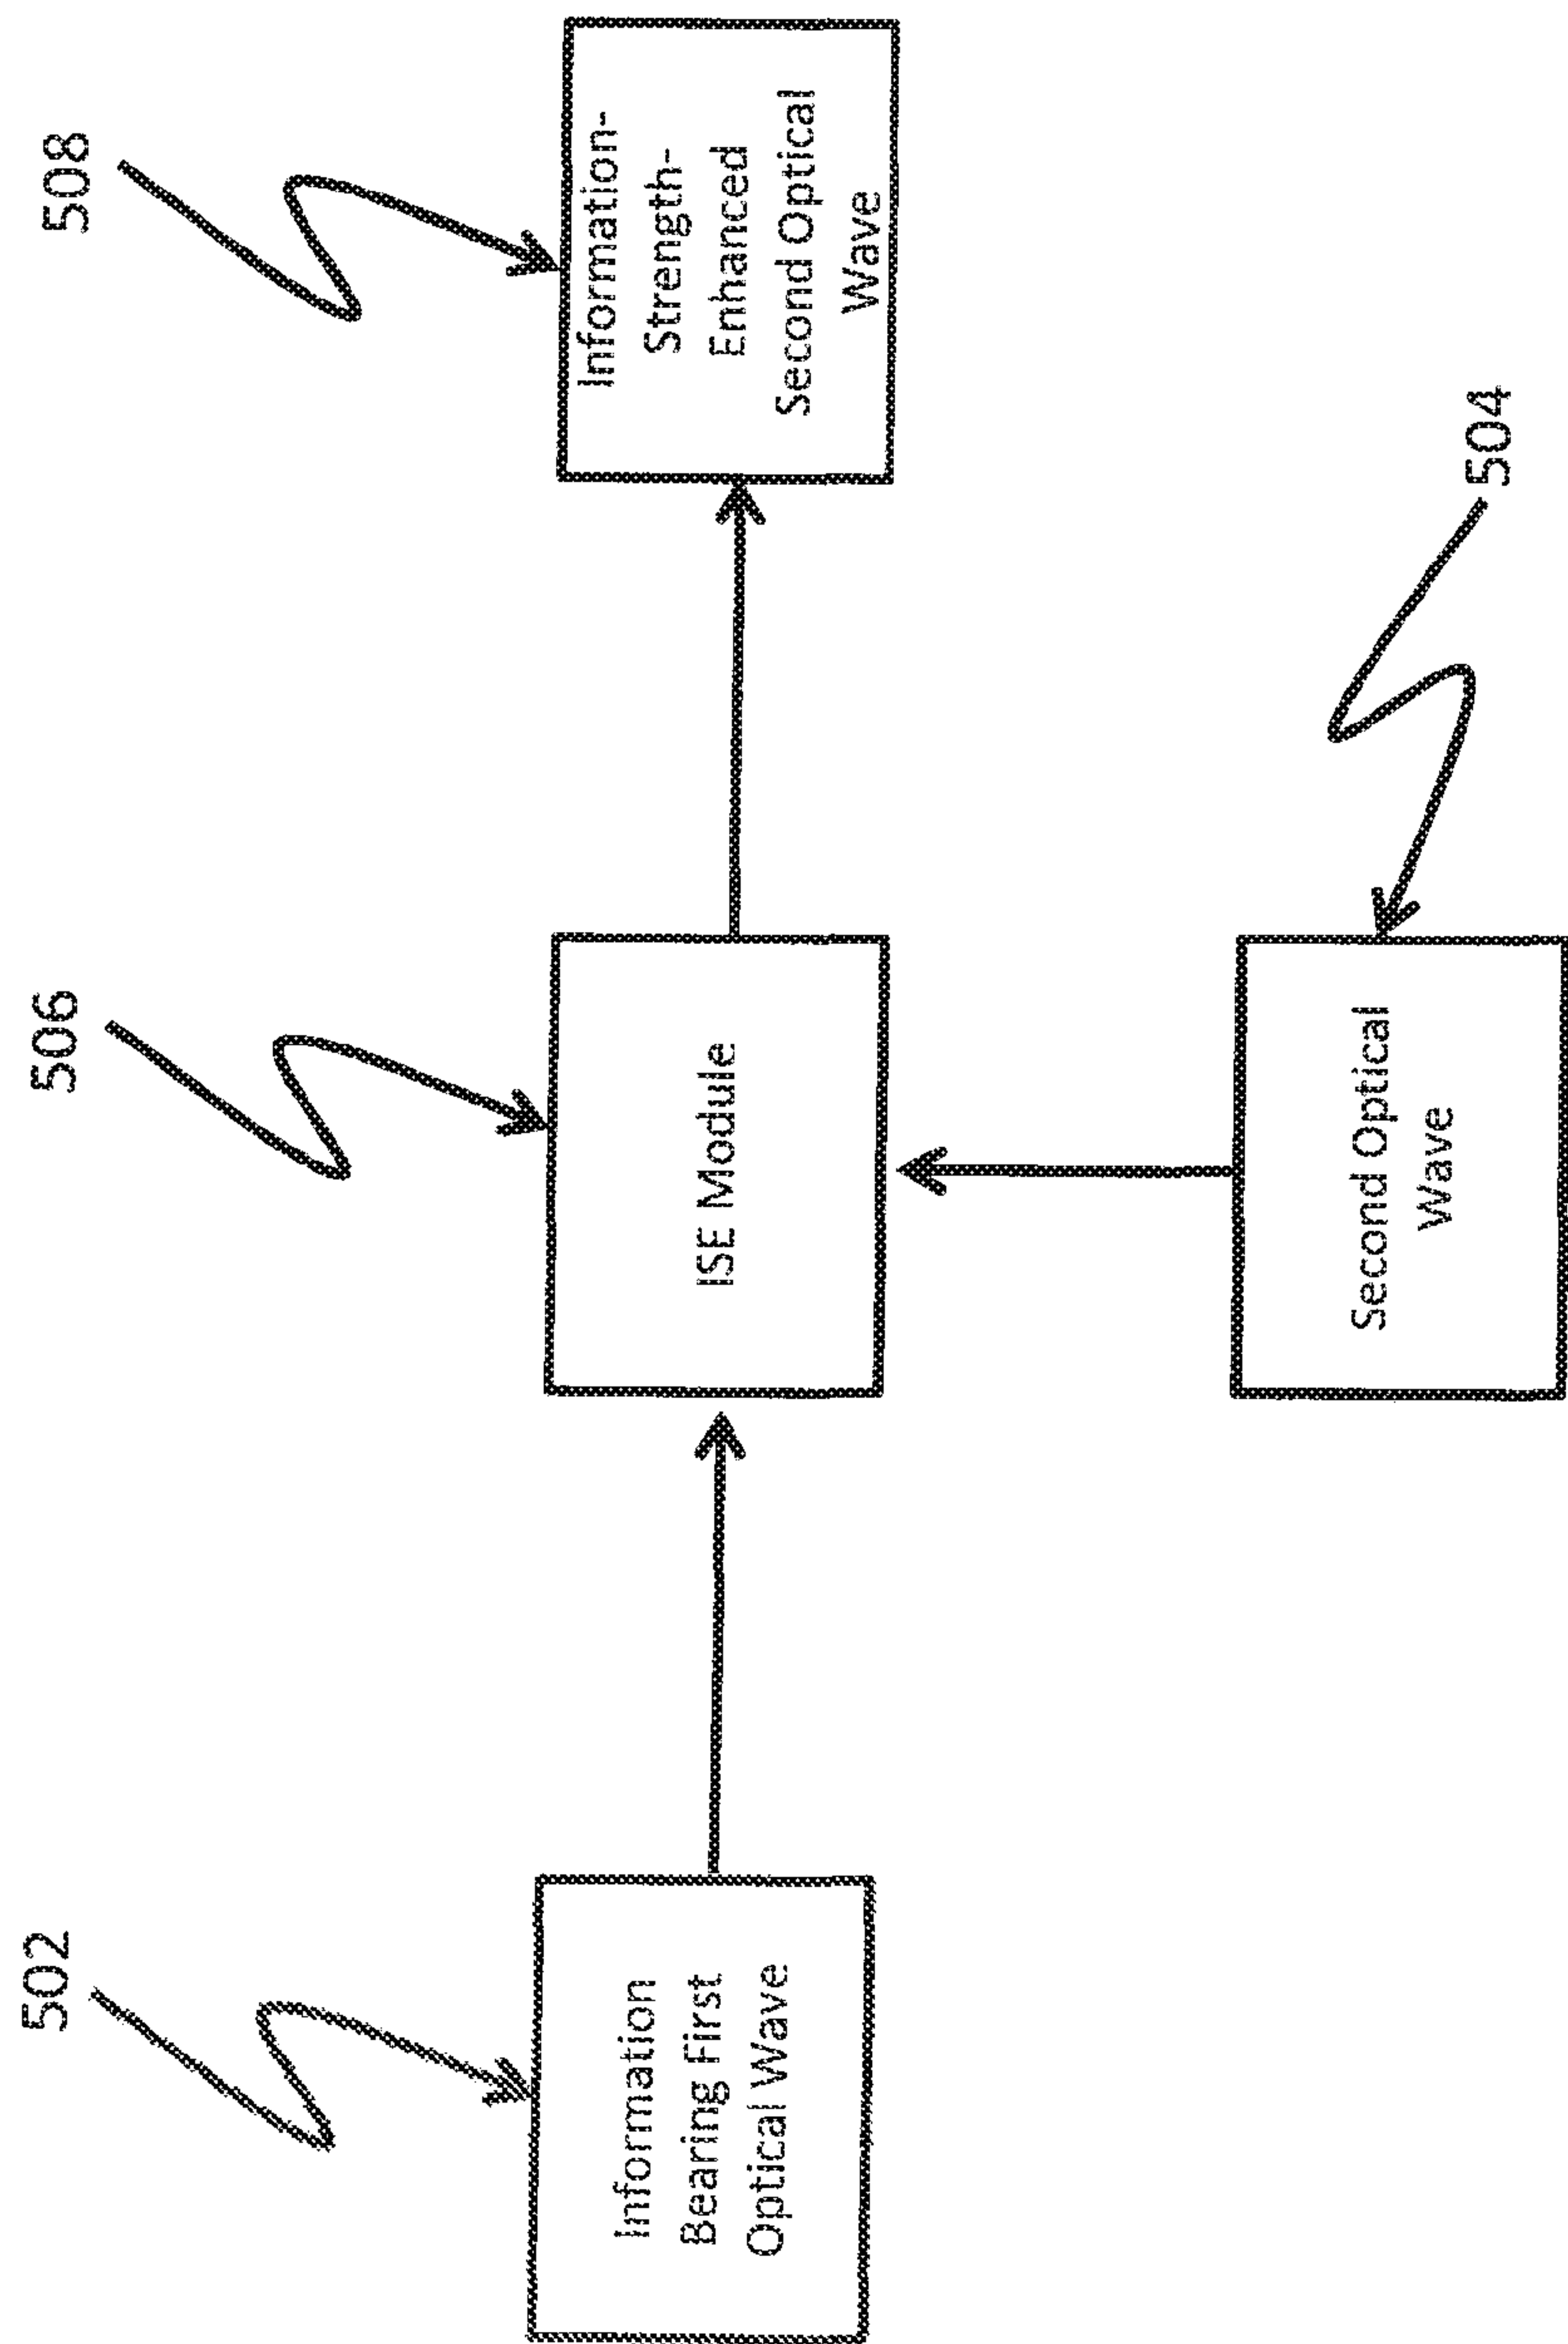 502
506
508
Information
Bearing First
Optical Wave
ISE Module
Information-
Strength-
Enhanced
Second Optical
Wave
Second Optical
Wave
504